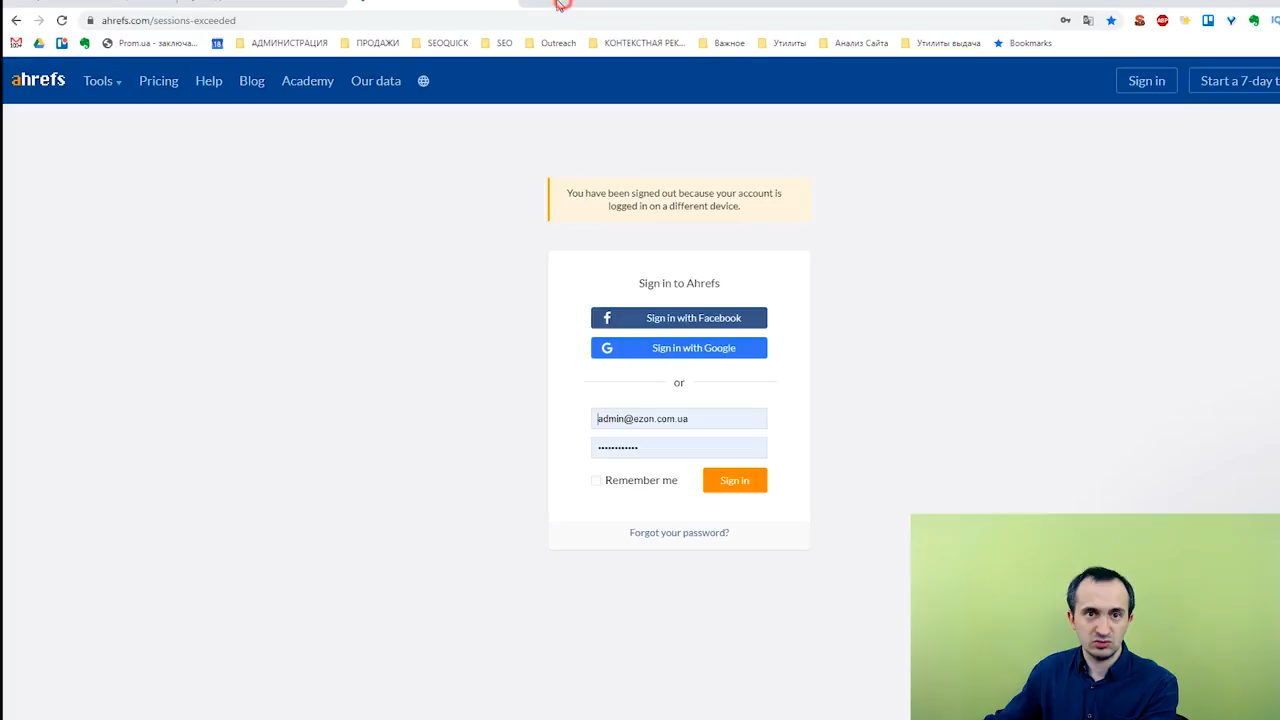 ahrefs.com/sessions-exceeded
Prom.ua - заключа...
18
АДМИНИСТРАЦИЯ
ПРОДАЖИ
SEOQUICK
SEO
Outreach
КОНТЕКСТНАЯ РЕК...
Важное
Утилиты
Анализ Сайта
Утилиты выдача
Bookmarks
ahrefs
Tools
Pricing
Help
Blog
Academy
Our data
Sign in
Start a 7-day t
You have been signed out because your account is
logged in on a different device.
Sign in to Ahrefs
Sign in with Facebook
Sign in with Google
or
admin@ezon.com.ua
••••••••••••
Remember me
Sign in
Forgot your password?